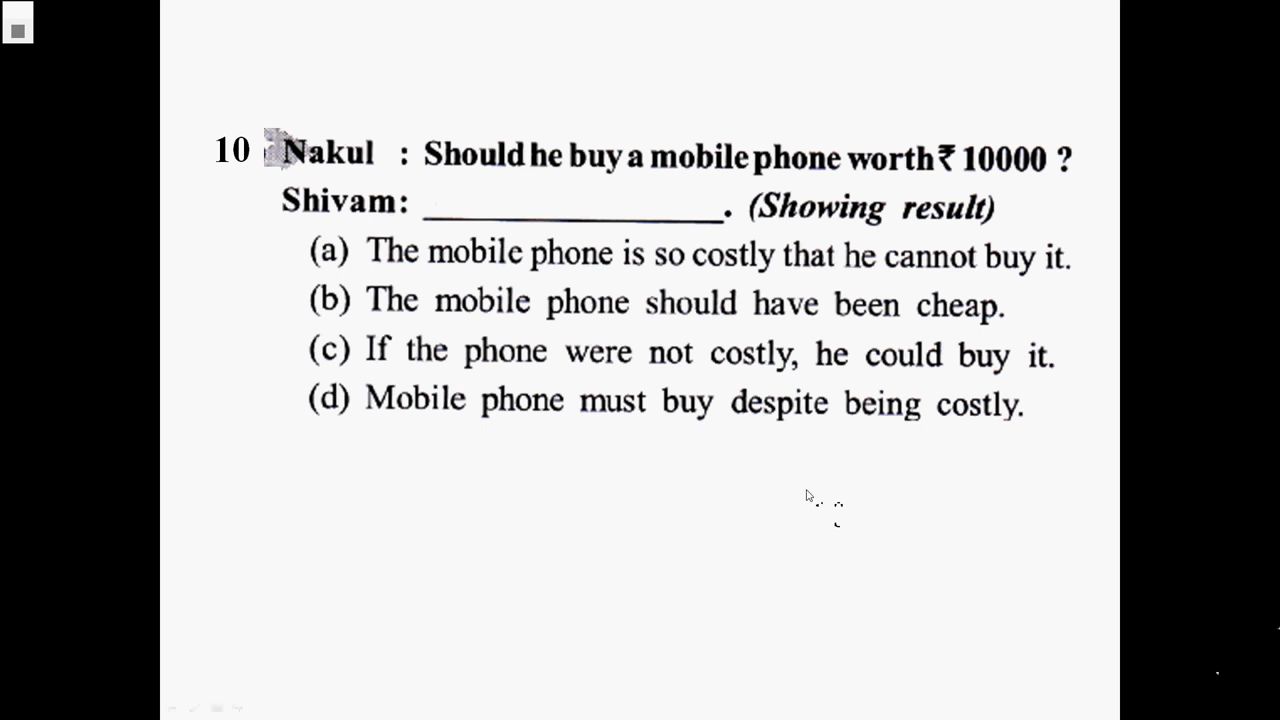 10 Nakul : Should he buy a mobile phone worth ₹ 10000 ?
Shivam: ____________________. (Showing result)
(a) The mobile phone is so costly that he cannot buy it.
(b) The mobile phone should have been cheap.
(c) If the phone were not costly, he could buy it.
(d) Mobile phone must buy despite being costly.